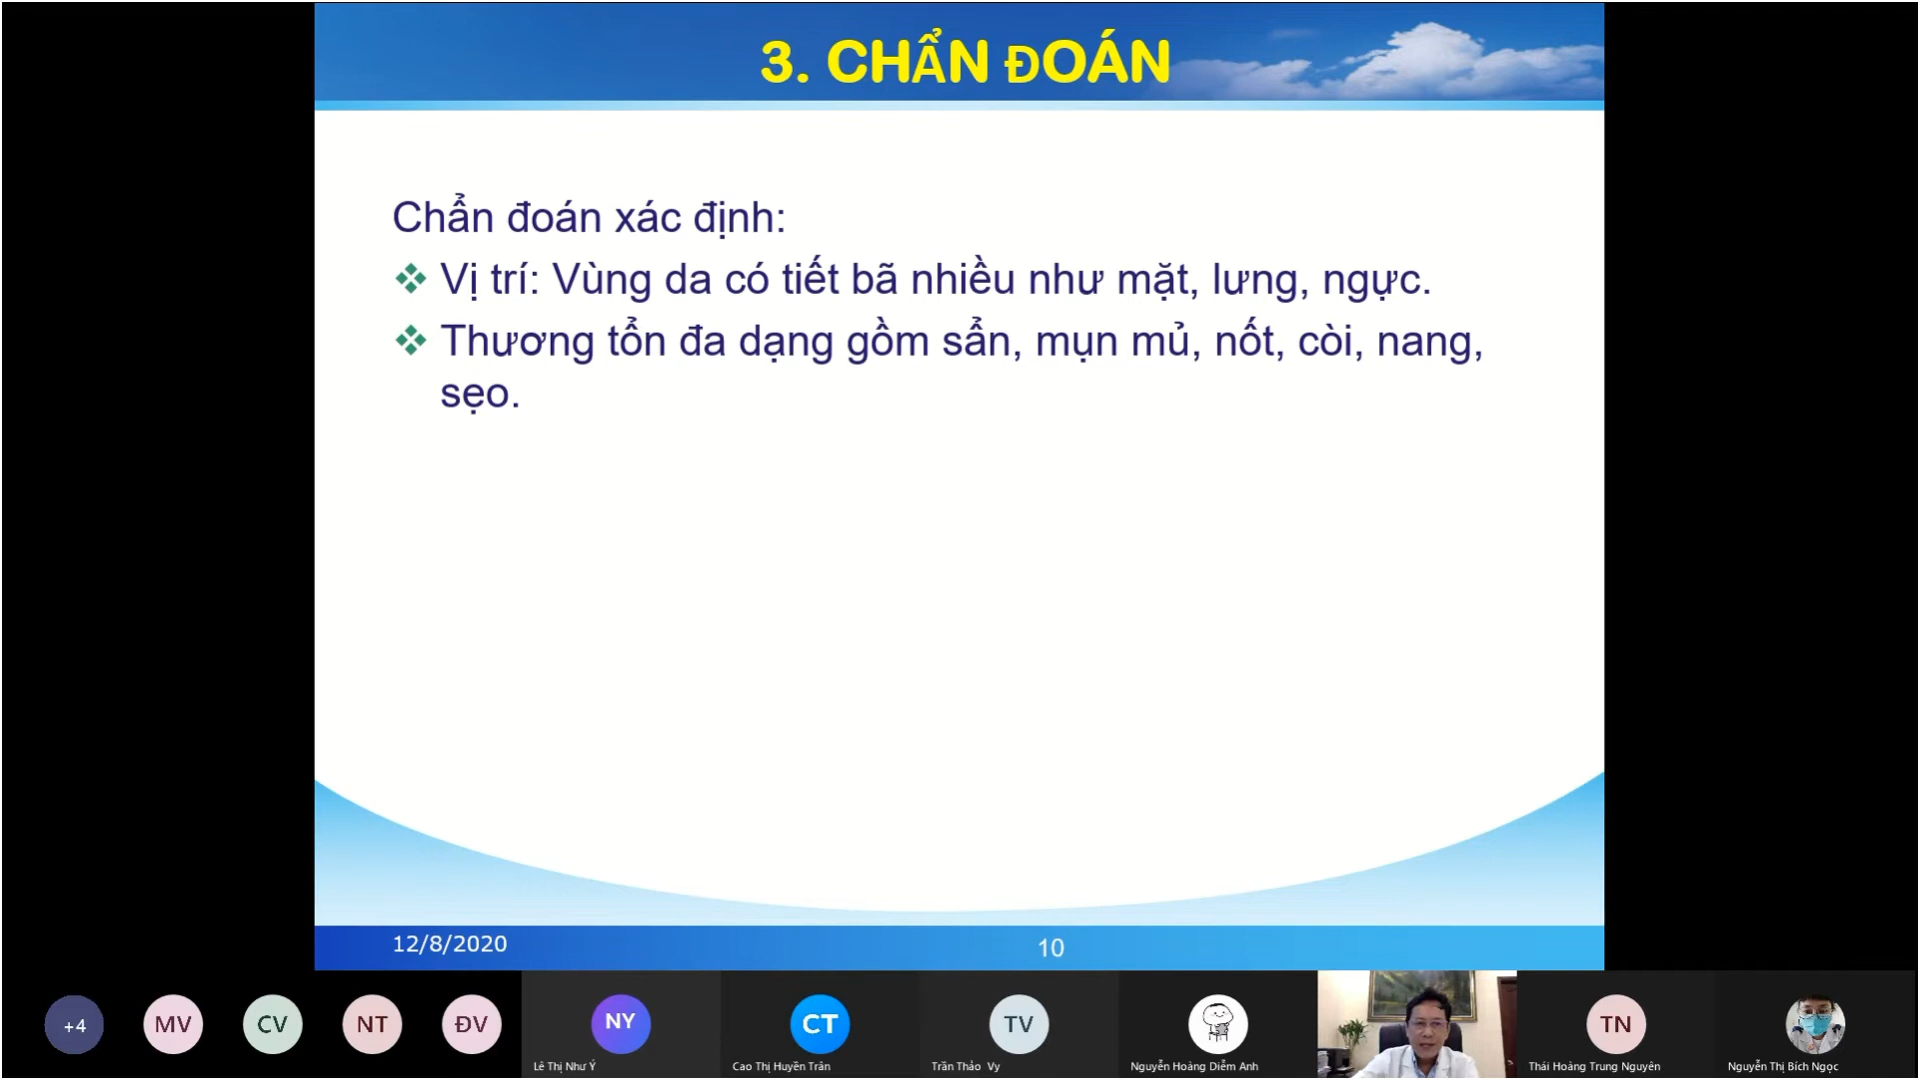 3. CHẨN ĐOÁN
Chẩn đoán xác định:
Vị trí: Vùng da có tiết bã nhiều như mặt, lưng, ngực.
Thương tổn đa dạng gồm sẩn, mụn mủ, nốt, còi, nang,
sẹo.
12/8/2020
10
+4
MV
CV
NT
ĐV
NY
CT
TV
TN
Lê Thị Như Ý
Cao Thị Huyền Trân
Trần Thảo Vy
Nguyễn Hoàng Diễm Anh
Thái Hoàng Trung Nguyên
Nguyễn Thị Bích Ngọc